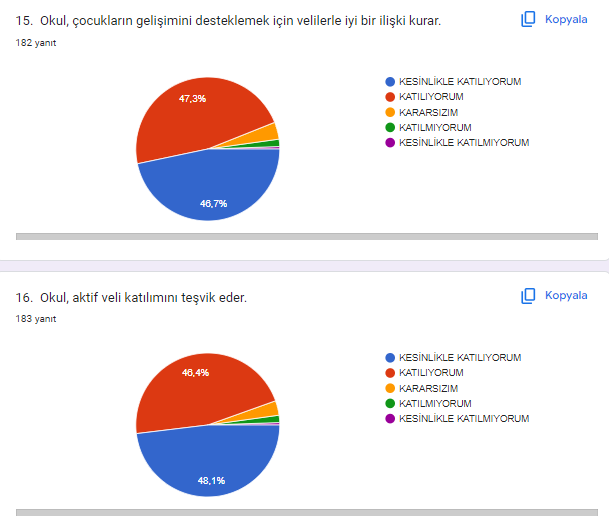 15. Okul, çocukların gelişimini desteklemek için velilerle iyi bir ilişki kurar.
Kopyala
182 yanıt
KESİNLİKLE KATILIYORUM
KATILIYORUM
KARARSIZIM
KATILMIYORUM
KESİNLİKLE KATILMIYORUM
47,3%
46,7%
16. Okul, aktif veli katılımını teşvik eder.
Kopyala
183 yanıt
KESİNLİKLE KATILIYORUM
KATILIYORUM
KARARSIZIM
KATILMIYORUM
KESİNLİKLE KATILMIYORUM
46,4%
48,1%